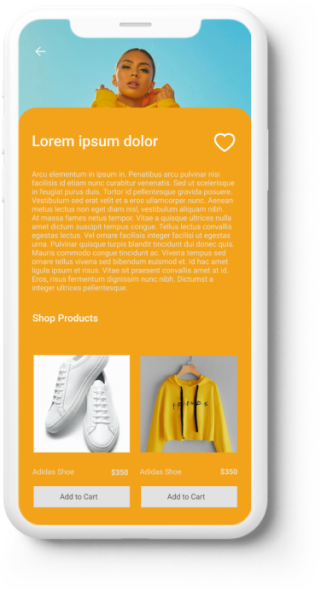 Lorem ipsum dolor
Arcu elementum in ipsum in. Penatibus arcu pulvinar nisi
facilisis id etiam nunc curabitur venenatis. Sed ut scelerisque
in feugiat purus duis. Tortor id pellentesque gravida posuere.
Vestibulum sed erat velit et a eros ullamcorper nunc. Aenean
metus lectus non eget diam nisl, vestibulum aliquam nibh.
At massa fames netus tempor. Vitae a quisque ultrices nulla
amet dictum suscipit tempus congue. Tellus lectus convallis
egestas lectus. Vel ornare facilisis integer facilisi ut egestas
urna. Pulvinar quisque turpis blandit tincidunt dui donec quis.
Mauris commodo congue tincidunt ac. Viverra tempus sed
ornare tellus viverra sed bibendum euismod et. Id hac amet
ligula ipsum et risus. Vitae sit praesent convallis amet at id.
Eros, risus fermentum dignissim nunc nibh. Dictumst a
integer ultrices pellentesque.
Shop Products
FRIENDS
Adidas Shoe $350 Adidas Shoe $350
Add to Cart Add to Cart